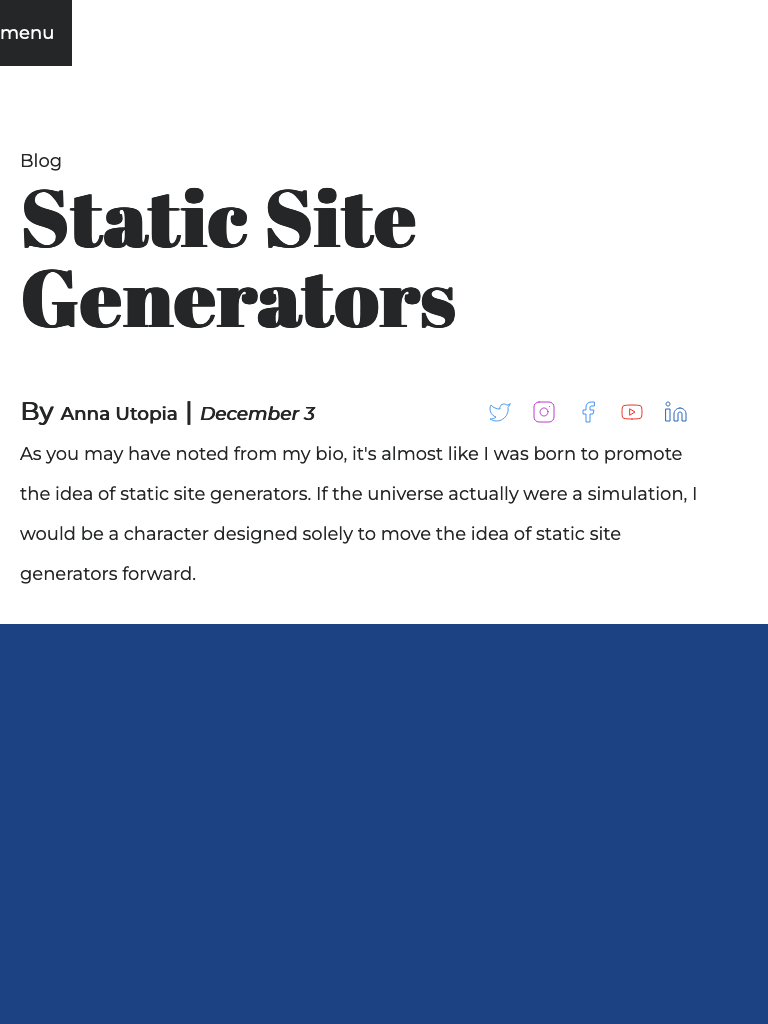 menu
Blog
Static Site
Generators
By Anna Utopia | December 3
As you may have noted from my bio, it's almost like I was born to promote
the idea of static site generators. If the universe actually were a simulation, I
would be a character designed solely to move the idea of static site
generators forward.